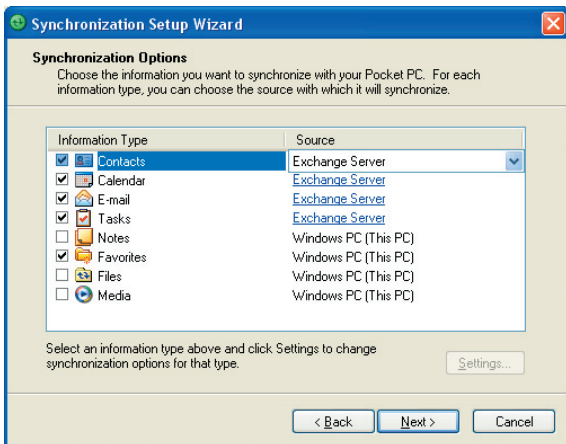 Synchronization Setup Wizard
Synchronization Options
Choose the information you want to synchronize with your Pocket PC. For each
information type, you can choose the source with which it will synchronize.
Information Type Source
Contacts Exchange Server
Calendar Exchange Server
E-mail Exchange Server
Tasks Exchange Server
Notes Windows PC (This PC)
Favorites Windows PC (This PC)
Files Windows PC (This PC)
Media Windows PC (This PC)
Select an information type above and click Settings to change
synchronization options for that type.
Settings...
< Back Next > Cancel